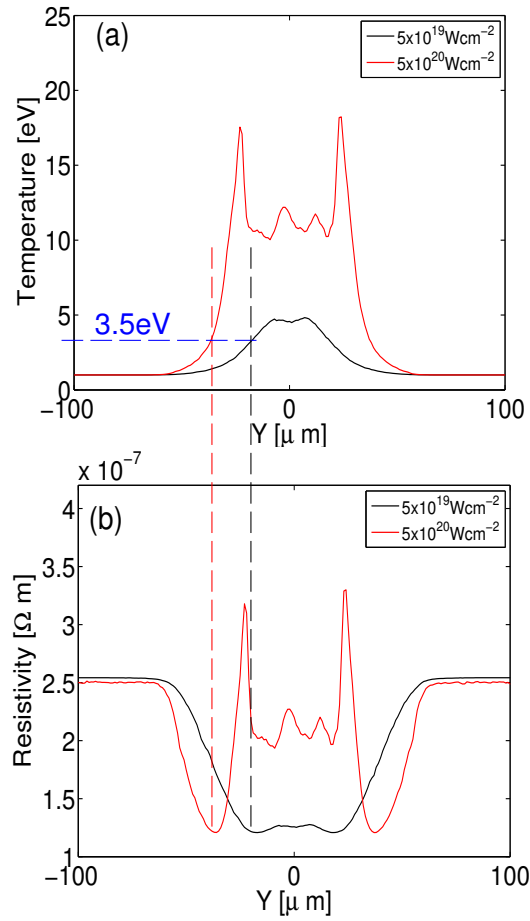 (a)
5x10^19Wcm^-2
5x10^20Wcm^-2
Temperature [eV]
25
20
15
10
5
0
3.5eV
−100 0 100
Y [μ m]
x 10^−7
(b)
5x10^19Wcm^-2
5x10^20Wcm^-2
Resistivity [Ω m]
4
3.5
3
2.5
2
1.5
1
−100 0 100
Y [μ m]